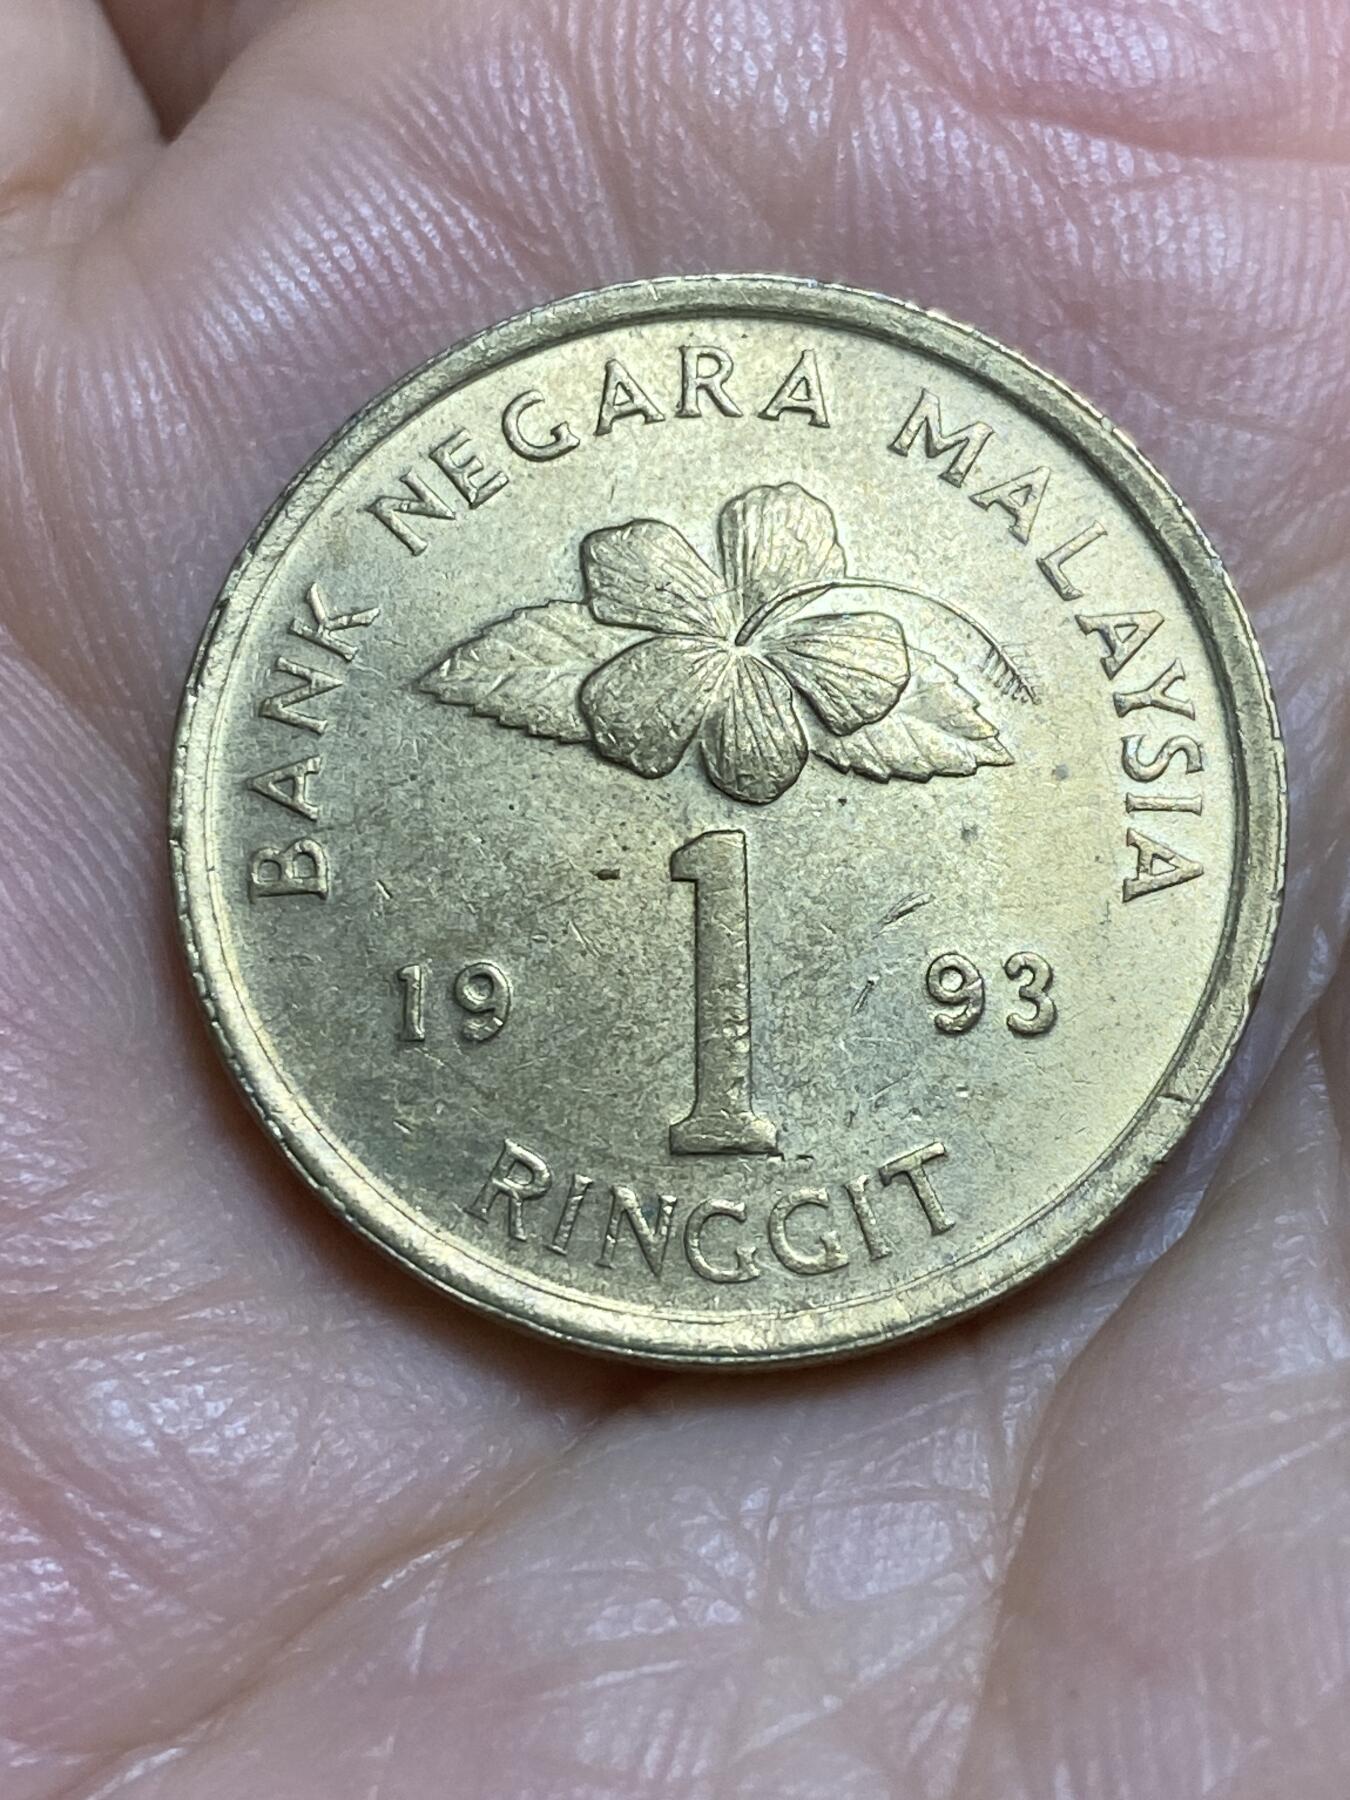 BANK NEGARA MALAYSIA
1
19 93
RINGGIT